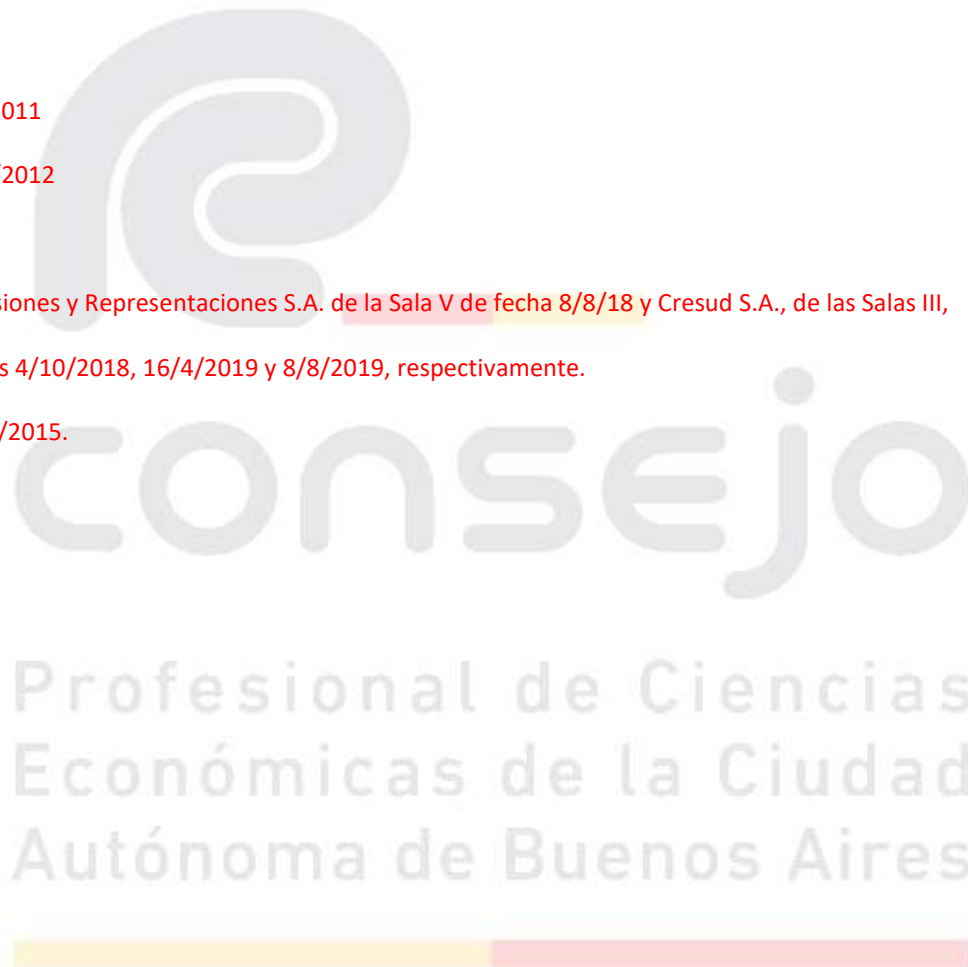 011
/2012
siones y Representaciones S.A. de la Sala V de fecha 8/8/18 y Cresud S.A., de las Salas III,
s 4/10/2018, 16/4/2019 y 8/8/2019, respectivamente.
/2015.
consejo
Profesional de Ciencias
Económicas de la Ciudad
Autónoma de Buenos Aires